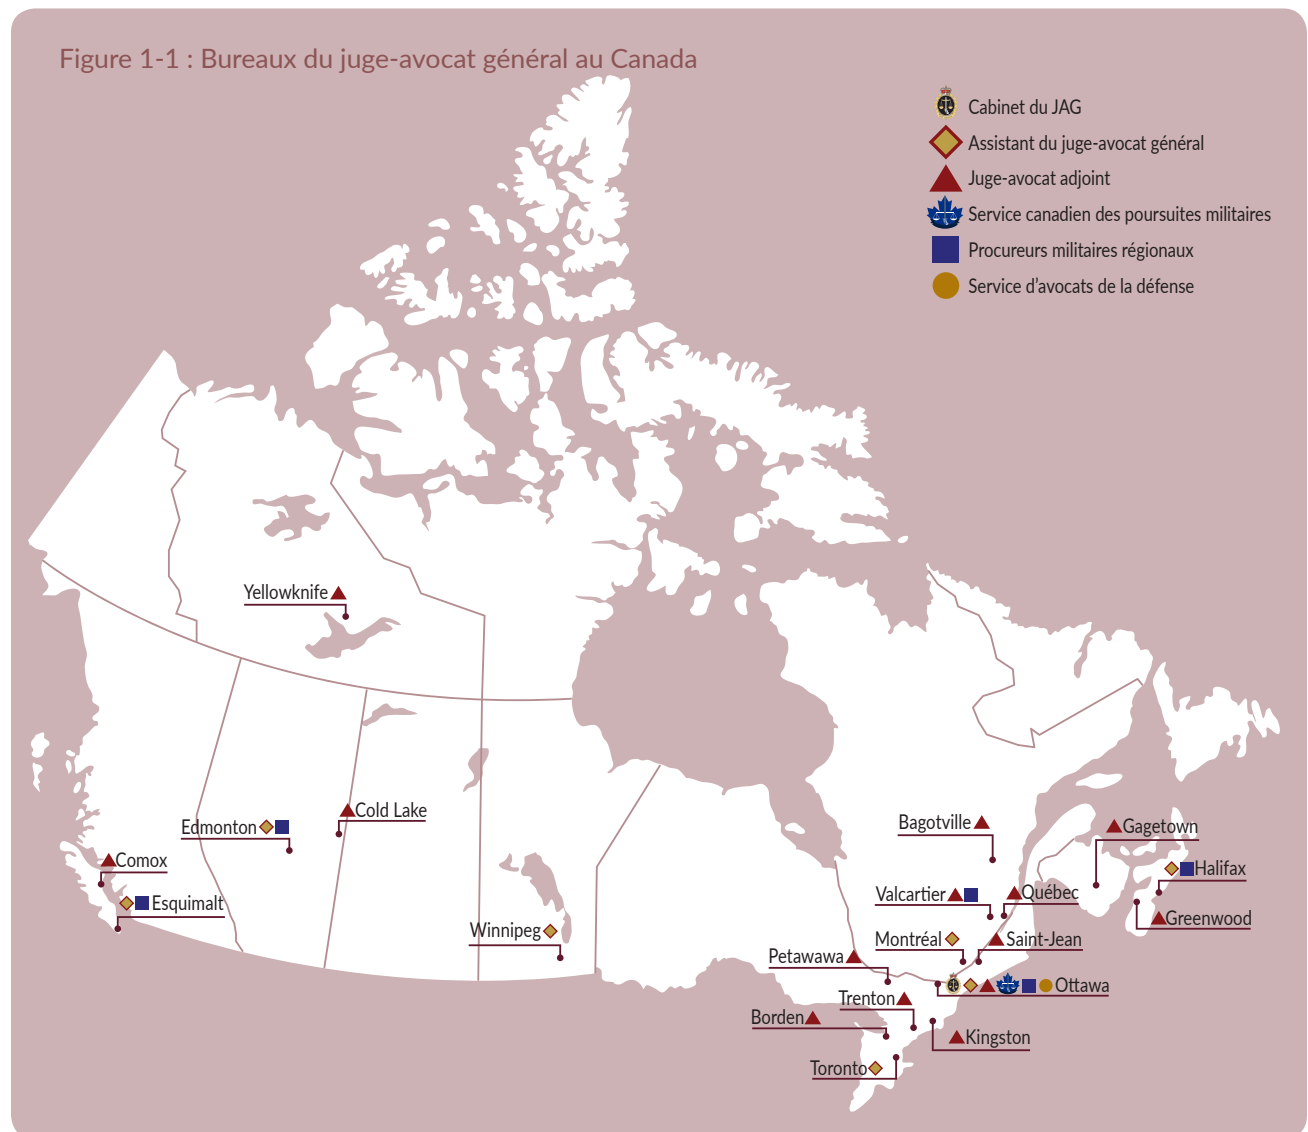 Figure 1-1 : Bureaux du juge-avocat général au Canada
Cabinet du JAG
Assistant du juge-avocat général
Juge-avocat adjoint
Service canadien des poursuites militaires
Procureurs militaires régionaux
Service d'avocats de la défense
Yellowknife
Cold Lake
Edmonton
Comox
Esquimalt
Winnipeg
Bagotville
Gagetown
Halifax
Valcartier
Québec
Greenwood
Montréal
Saint-Jean
Petawawa
Ottawa
Trenton
Borden
Kingston
Toronto